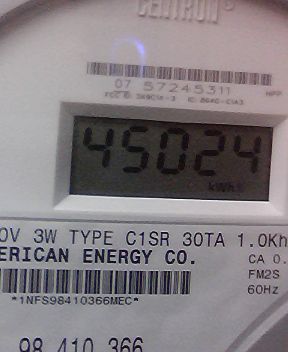 CENTRON®
07 57245311
HPP
45024
kWh
0V 3W TYPE C1SR 30TA 1.0Kh
ERICAN ENERGY CO.
CA 0.
*1NFS98410366MEC*
FM2S
60Hz
98 410 366